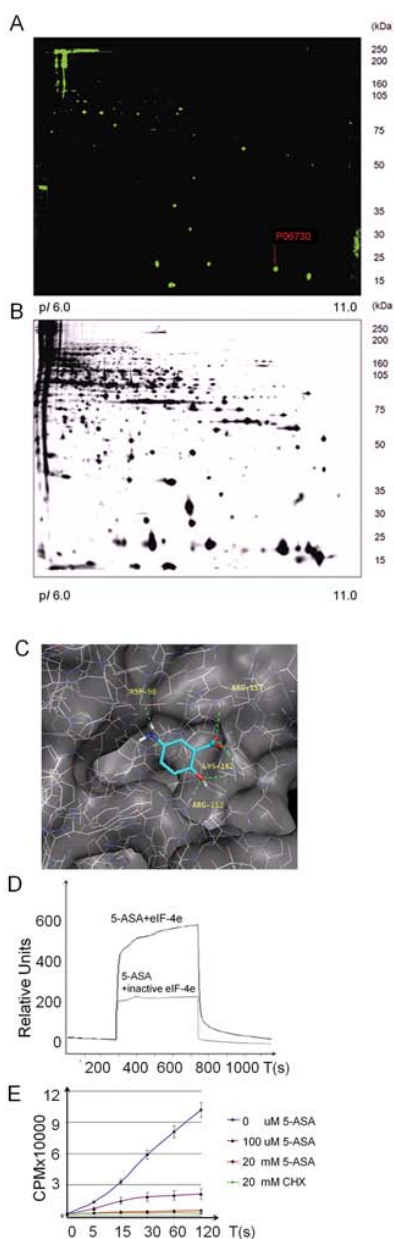 A
(kDa)
250
200
160
105
75
50
35
30
25
15
P06730
pI 6.0 11.0
B
(kDa)
250
200
160
105
75
50
35
30
25
15
pI 6.0 11.0
C
ASP-90
ARG-157
LYS-162
ARG-112
D
Relative Units
600
400
200
0
5-ASA+eIF-4e
5-ASA
+inactive eIF-4e
200 400 600 800 1000 T(s)
E
CPMx10000
12
9
6
3
0 5 15 30 60 120 T(s)
0 uM 5-ASA
100 uM 5-ASA
20 mM 5-ASA
20 mM CHX